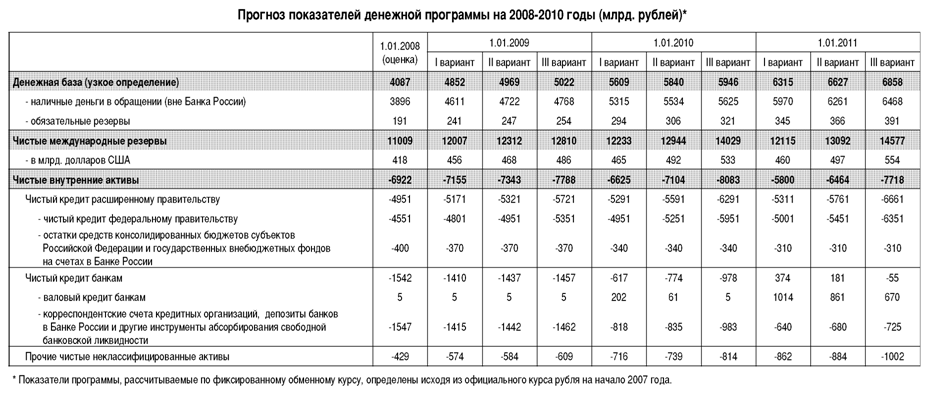 Прогноз показателей денежной программы на 2008-2010 годы (млрд. рублей)*
1.01.2008 (оценка) 1.01.2009 1.01.2010 1.01.2011
I вариант II вариант III вариант I вариант II вариант III вариант I вариант II вариант III вариант
Денежная база (узкое определение) 4087 4852 4969 5022 5609 5840 5946 6315 6627 6858
- наличные деньги в обращении (вне Банка России) 3896 4611 4722 4768 5315 5534 5625 5970 6261 6468
- обязательные резервы 191 241 247 254 294 306 321 345 366 391
Чистые международные резервы 11009 12007 12312 12810 12233 12944 14029 12115 13092 14577
- в млрд. долларов США 418 456 468 486 465 492 533 460 497 554
Чистые внутренние активы -6922 -7155 -7343 -7788 -6625 -7104 -8083 -5800 -6464 -7718
Чистый кредит расширенному правительству -4951 -5171 -5321 -5721 -5291 -5591 -6291 -5311 -5761 -6661
- чистый кредит федеральному правительству -4551 -4801 -4951 -5351 -4951 -5251 -5951 -5001 -5451 -6351
- остатки средств консолидированных бюджетов субъектов
Российской Федерации и государственных внебюджетных фондов
на счетах в Банке России -400 -370 -370 -370 -340 -340 -340 -310 -310 -310
Чистый кредит банкам -1542 -1410 -1437 -1457 -617 -774 -978 374 181 -55
- валовый кредит банкам 5 5 5 5 202 61 5 1014 861 670
- корреспондентские счета кредитных организаций, депозиты банков
в Банке России и другие инструменты абсорбирования свободной
банковской ликвидности -1547 -1415 -1442 -1462 -818 -835 -983 -640 -680 -725
Прочие чистые неклассифицированные активы -429 -574 -584 -609 -716 -739 -814 -862 -884 -1002
* Показатели программы, рассчитываемые по фиксированному обменному курсу, определены исходя из официального курса рубля на начало 2007 года.